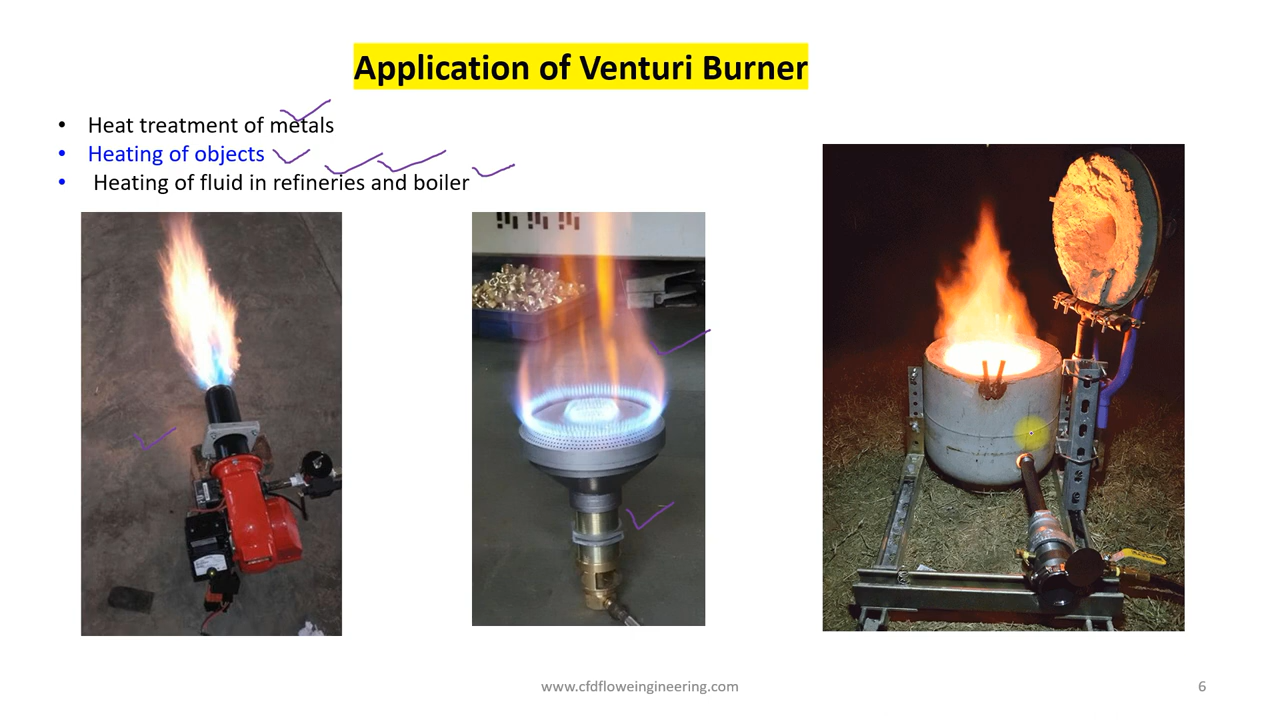 Application of Venturi Burner
• Heat treatment of metals
• Heating of objects
• Heating of fluid in refineries and boiler
www.cfdfloweingineering.com
6